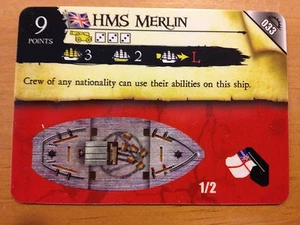 9
POINTS
HMS MERLIN
033
3 2 L
Crew of any nationality can use their abilities on this ship.
1/2